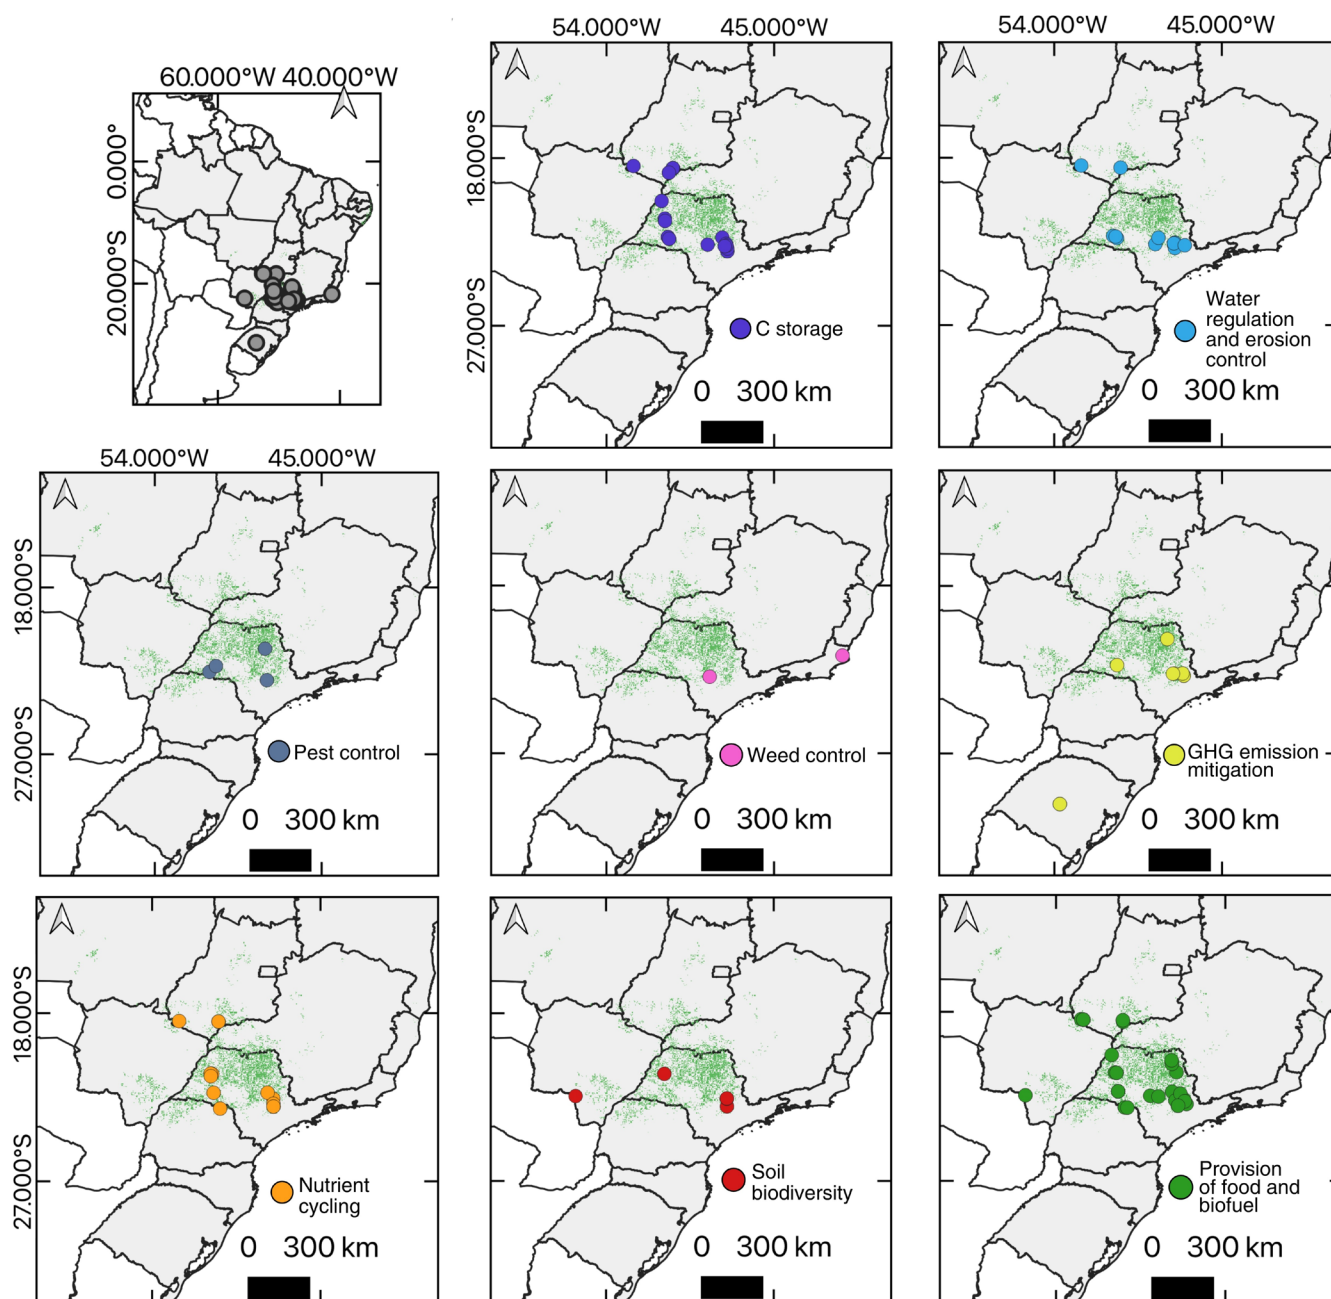 54.000°W 45.000°W
54.000°W 45.000°W
60.000°W 40.000°W
0.000°
20.000°S
18.000°S
27.000°S
C storage
0 300 km
Water
regulation
and erosion
control
0 300 km
54.000°W 45.000°W
18.000°S
27.000°S
Pest control
0 300 km
Weed control
0 300 km
GHG emission
mitigation
0 300 km
18.000°S
27.000°S
Nutrient
cycling
0 300 km
Soil
biodiversity
0 300 km
Provision
of food and
biofuel
0 300 km